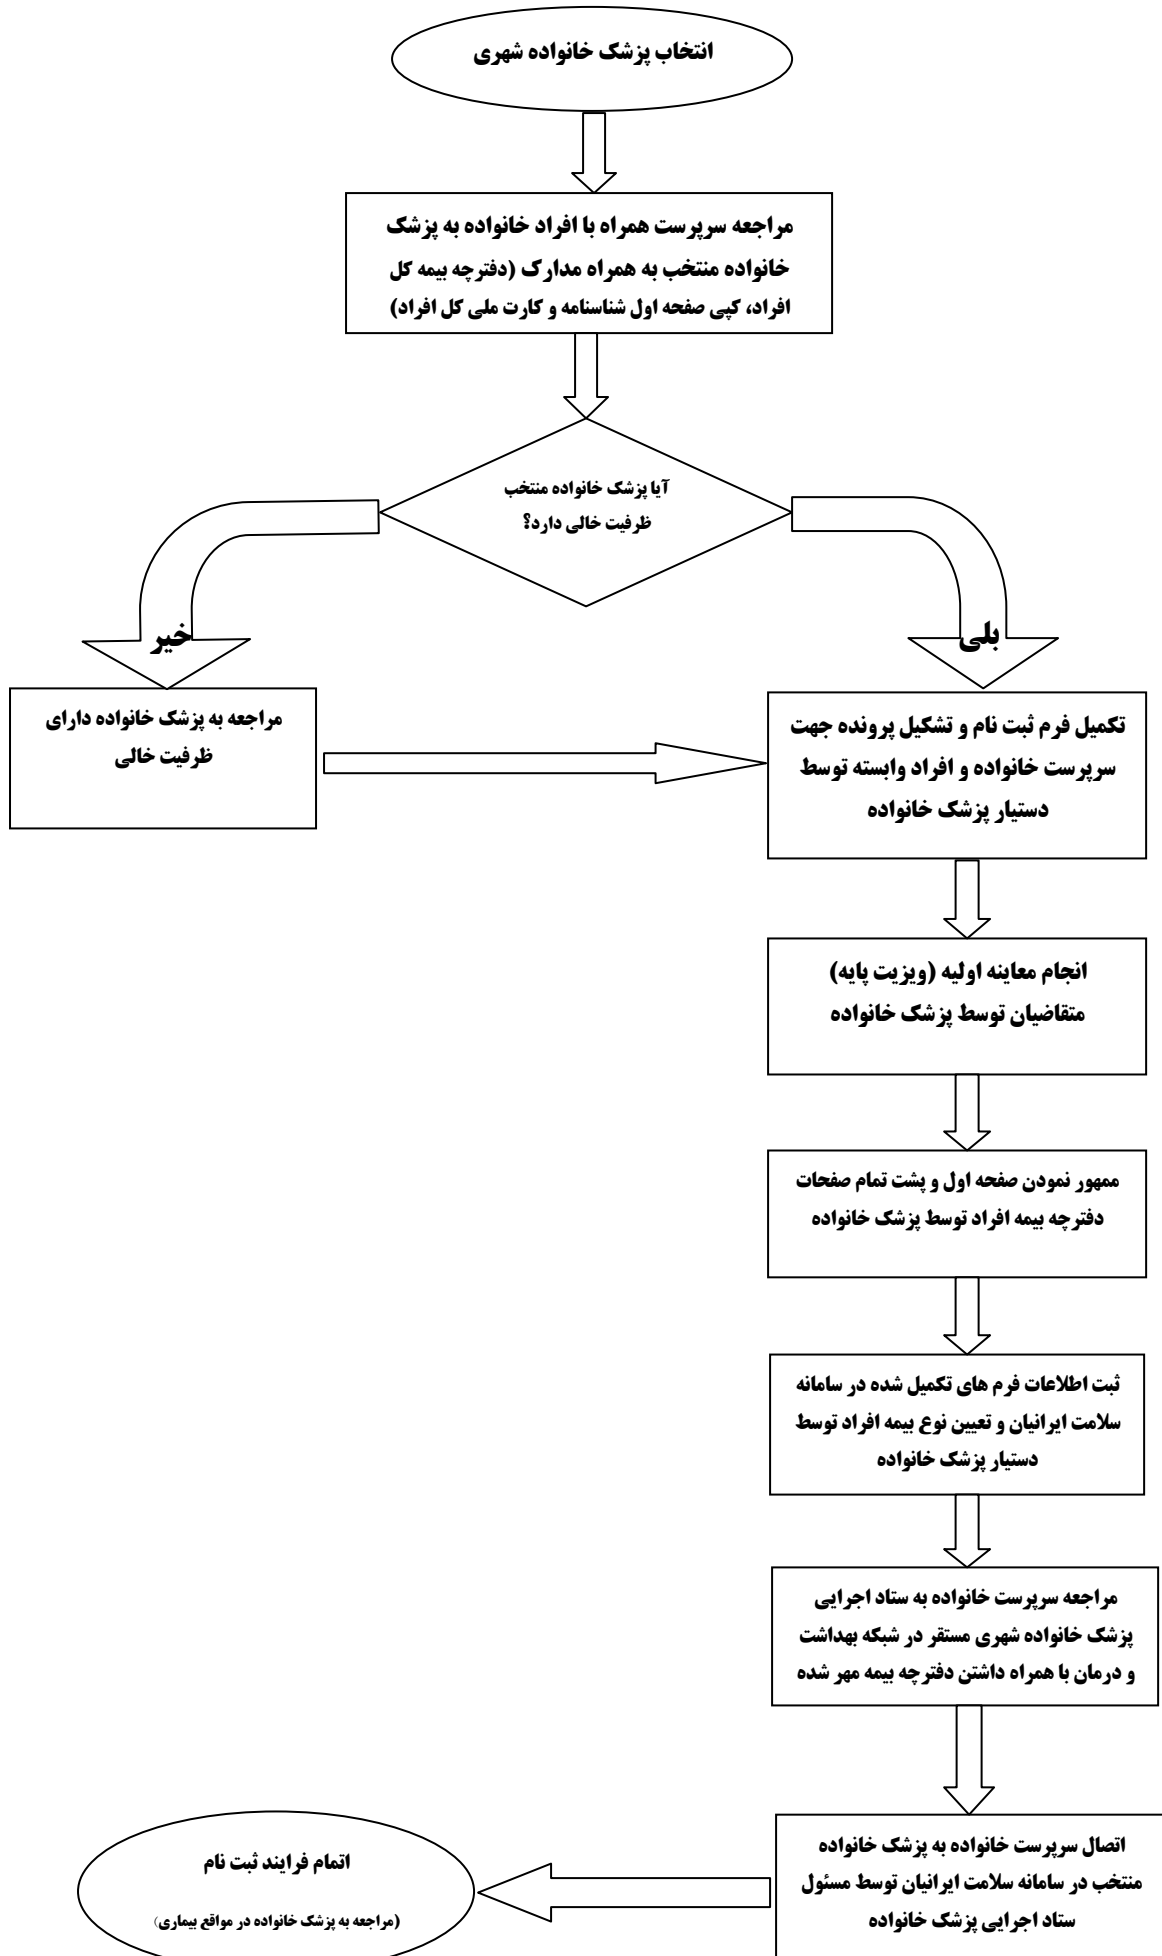 انتخاب پزشک خانواده شهری
مراجعه سرپرست همراه با افراد خانواده به پزشک
خانواده منتخب به همراه مدارک (دفترچه بیمه کل
افراد، کپی صفحه اول شناسنامه و کارت ملی کل افراد)
آیا پزشک خانواده منتخب
ظرفیت خالی دارد؟
بلی
خیر
مراجعه به پزشک خانواده دارای
ظرفیت خالی
تکمیل فرم ثبت نام و تشکیل پرونده جهت
سرپرست خانواده و افراد وابسته توسط
دستیار پزشک خانواده
انجام معاینه اولیه (ویزیت پایه)
متقاضیان توسط پزشک خانواده
ممهور نمودن صفحه اول و پشت تمام صفحات
دفترچه بیمه افراد توسط پزشک خانواده
ثبت اطلاعات فرم های تکمیل شده در سامانه
سلامت ایرانیان و تعیین نوع بیمه افراد توسط
دستیار پزشک خانواده
مراجعه سرپرست خانواده به ستاد اجرایی
پزشک خانواده شهری مستقر در شبکه بهداشت
و درمان با همراه داشتن دفترچه بیمه مهر شده
اتصال سرپرست خانواده به پزشک خانواده
منتخب در سامانه سلامت ایرانیان توسط مسئول
ستاد اجرایی پزشک خانواده
اتمام فرایند ثبت نام
(مراجعه به پزشک خانواده در مواقع بیماری)